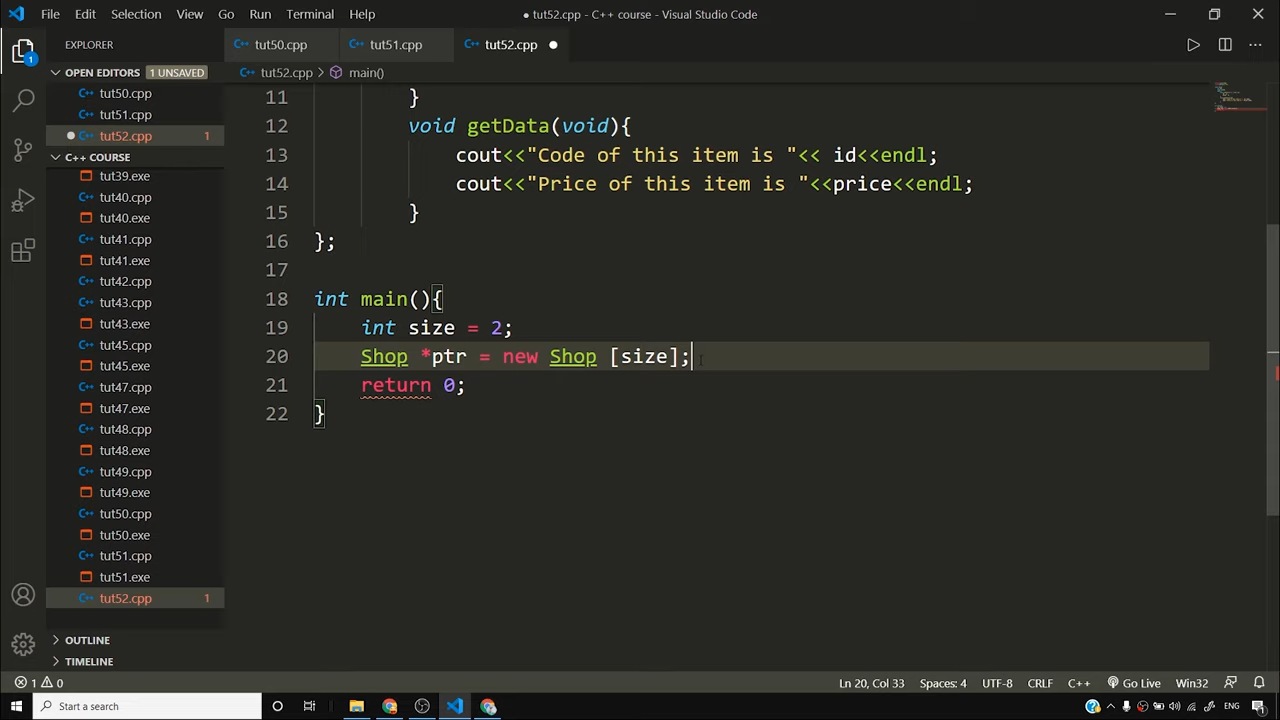 File Edit Selection View Go Run Terminal Help
● tut52.cpp - C++ course - Visual Studio Code
EXPLORER
tut50.cpp tut51.cpp tut52.cpp
OPEN EDITORS 1 UNSAVED
tut52.cpp > main()
tut50.cpp
tut51.cpp
tut52.cpp 1
C++ COURSE
tut39.exe
tut40.cpp
tut40.exe
tut41.cpp
tut41.exe
tut42.cpp
tut43.cpp
tut43.exe
tut45.cpp
tut45.exe
tut47.cpp
tut47.exe
tut48.cpp
tut48.exe
tut49.cpp
tut49.exe
tut50.cpp
tut50.exe
tut51.cpp
tut51.exe
tut52.cpp 1
OUTLINE
TIMELINE
11 }
12 void getData(void){
13 cout<<"Code of this item is "<< id<<endl;
14 cout<<"Price of this item is "<<price<<endl;
15 }
16 };
17
18 int main(){
19 int size = 2;
20 Shop *ptr = new Shop [size];
21 return 0;
22 }
1 0
Ln 20, Col 33 Spaces: 4 UTF-8 CRLF C++ Go Live Win32
Start a search